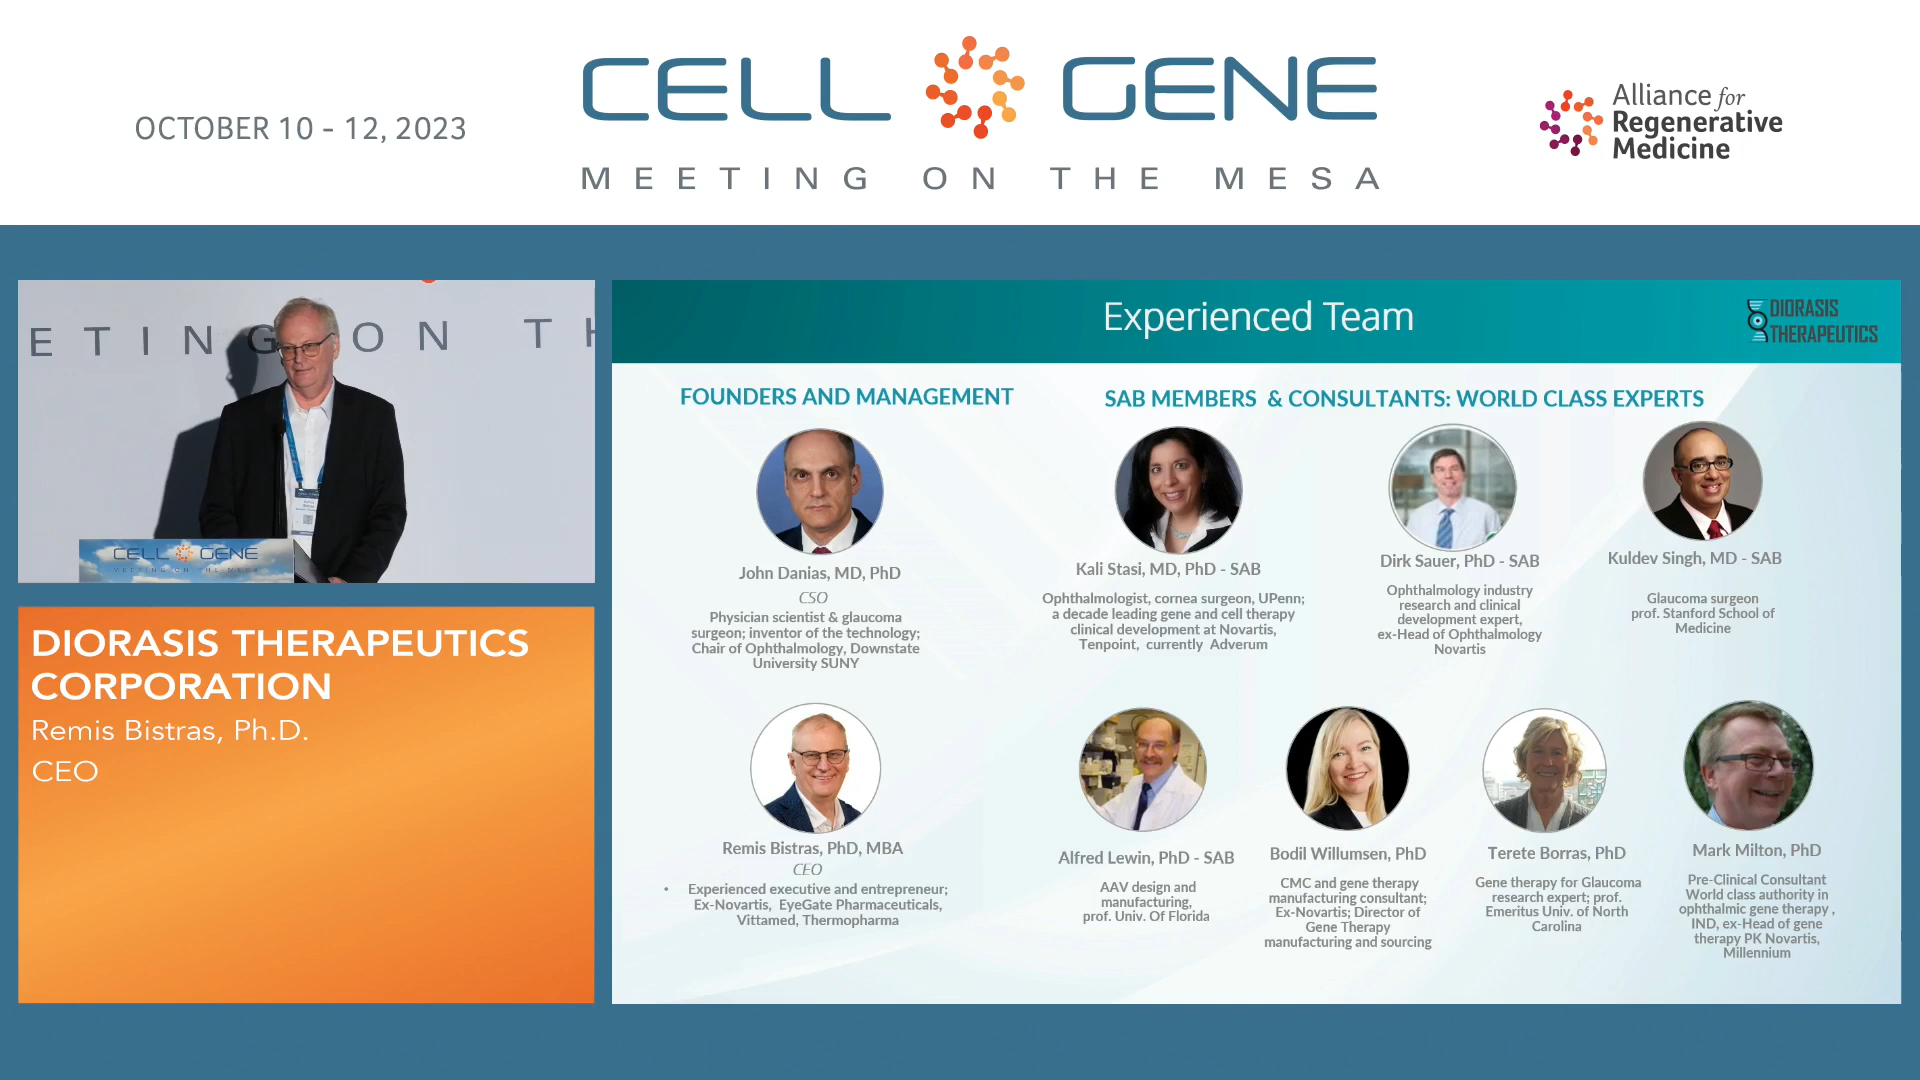 OCTOBER 10 - 12, 2023
CELL GENE
MEETING ON THE MESA
Alliance for
Regenerative
Medicine
ETING ON TH
CELL GENE
MEETING ON THE MESA
DIORASIS THERAPEUTICS
CORPORATION
Remis Bistras, Ph.D.
CEO
Experienced Team
DIORASIS
THERAPEUTICS
FOUNDERS AND MANAGEMENT
John Danias, MD, PhD
CSO
Physician scientist & glaucoma
surgeon; inventor of the technology;
Chair of Ophthalmology, Downstate
University SUNY
Remis Bistras, PhD, MBA
CEO
• Experienced executive and entrepreneur;
Ex-Novartis, EyeGate Pharmaceuticals,
Vittamed, Thermopharma
SAB MEMBERS & CONSULTANTS: WORLD CLASS EXPERTS
Kali Stasi, MD, PhD - SAB
Ophthalmologist, cornea surgeon, UPenn;
a decade leading gene and cell therapy
clinical development at Novartis,
Tenpoint, currently Adverum
Dirk Sauer, PhD - SAB
Ophthalmology industry
research and clinical
development expert,
ex-Head of Ophthalmology
Novartis
Kuldev Singh, MD - SAB
Glaucoma surgeon
prof. Stanford School of
Medicine
Alfred Lewin, PhD - SAB
AAV design and
manufacturing,
prof. Univ. Of Florida
Bodil Willumsen, PhD
CMC and gene therapy
manufacturing consultant;
Ex-Novartis; Director of
Gene Therapy
manufacturing and sourcing
Terete Borras, PhD
Gene therapy for Glaucoma
research expert; prof.
Emeritus Univ. of North
Carolina
Mark Milton, PhD
Pre-Clinical Consultant
World class authority in
ophthalmic gene therapy ,
IND, ex-Head of gene
therapy PK Novartis,
Millennium